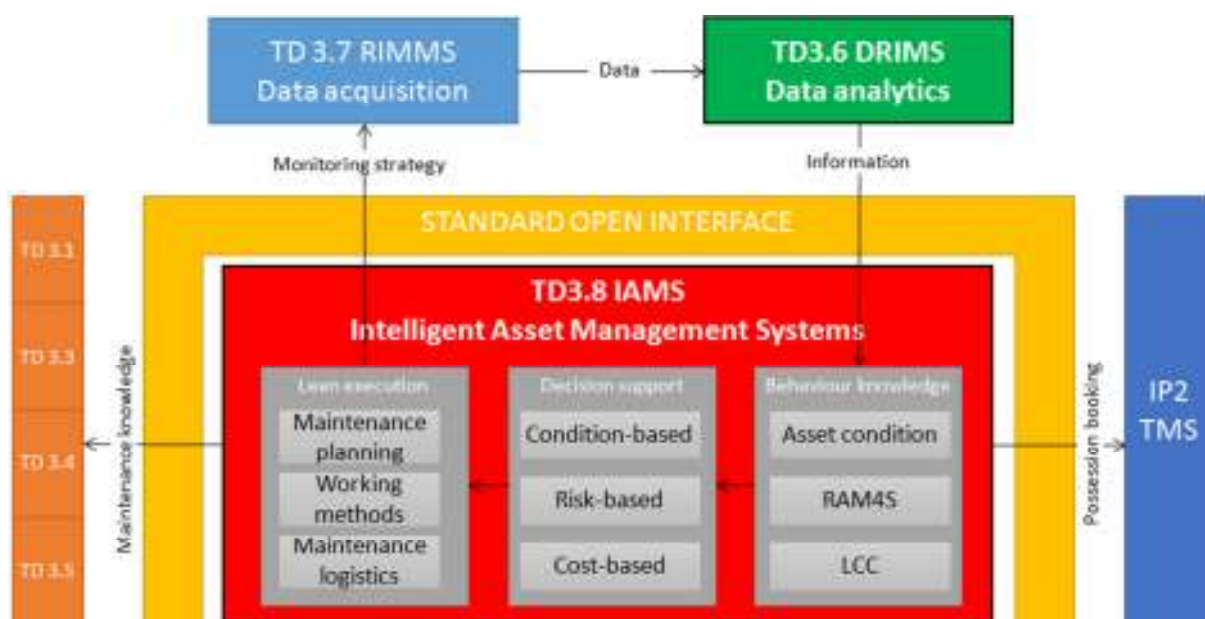 TD 3.7 RIMMS
Data acquisition
Data
TD3.6 DRIMS
Data analytics
Monitoring strategy
Information
STANDARD OPEN INTERFACE
TD3.8 IAMS
Intelligent Asset Management Systems
TD 3.1
TD 3.3
TD 3.4
TD 3.5
Maintenance knowledge
Lean execution
Maintenance
planning
Working
methods
Maintenance
logistics
Decision support
Condition-based
Risk-based
Cost-based
Behaviour knowledge
Asset condition
RAM4S
LCC
Possession booking
IP2
TMS